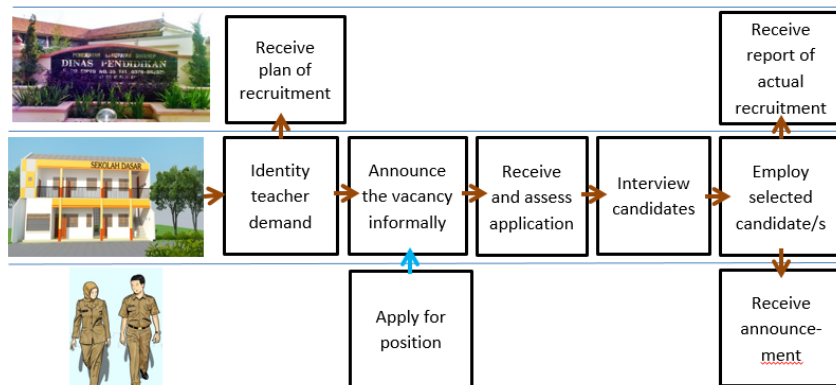 DINAS PENDIDIKAN
Receive
plan of
recruitment
Receive
report of
actual
recruitment
SEKOLAH DASAR
Identity
teacher
demand
Announce
the vacancy
informally
Receive
and assess
application
Interview
candidates
Employ
selected
candidate/s
Apply for
position
Receive
announce-
ment